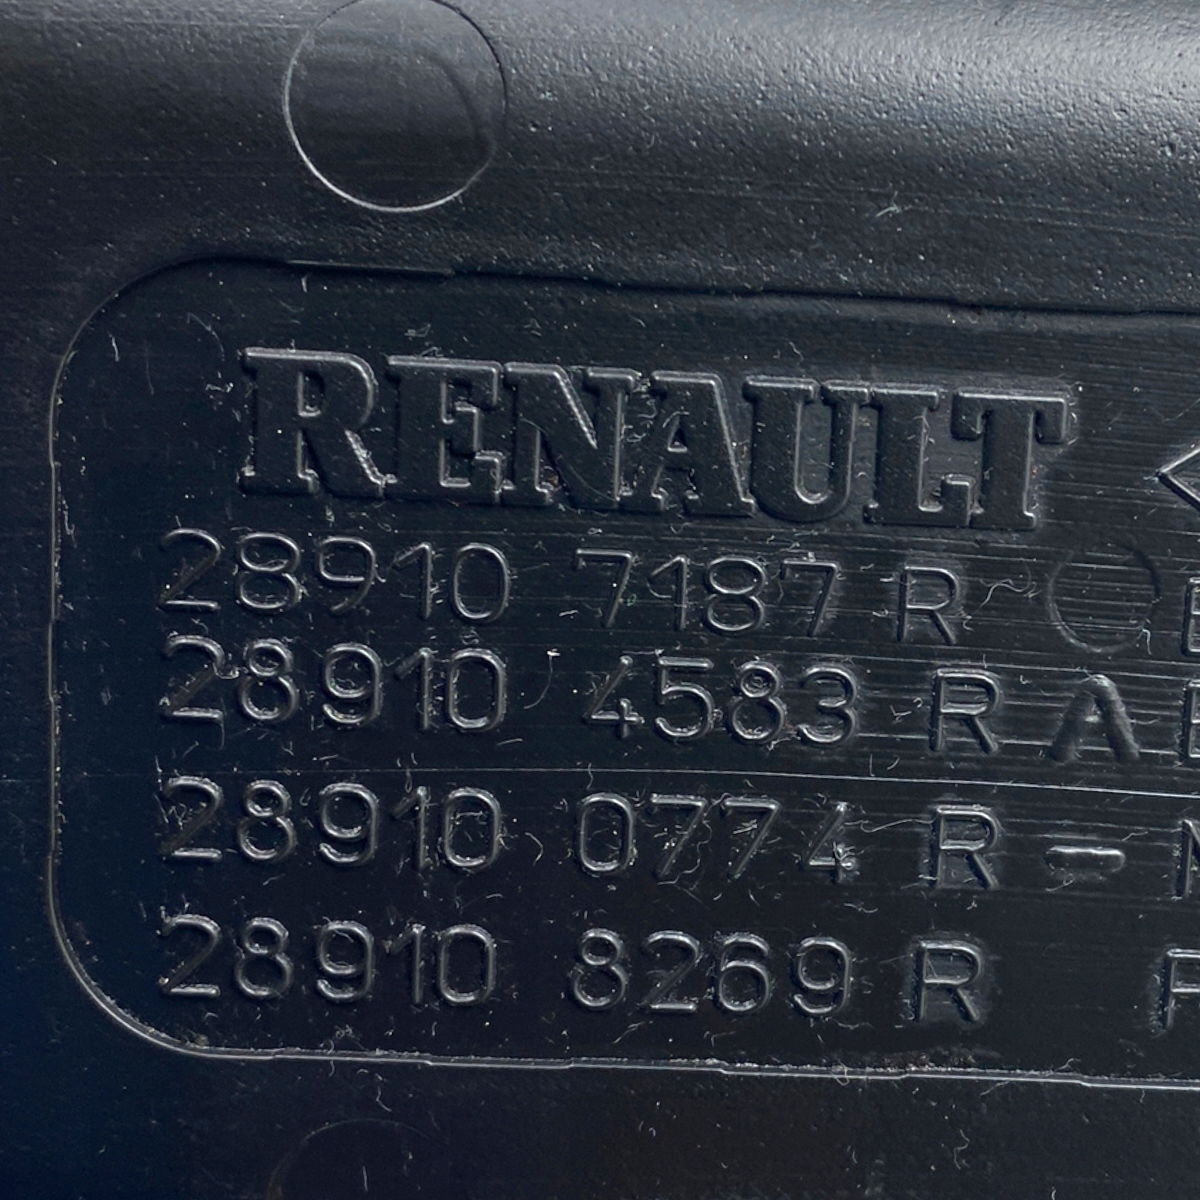 RENAULT
28910 7187 R
28910 4583 R A
28910 0774 R -
28910 8269 R